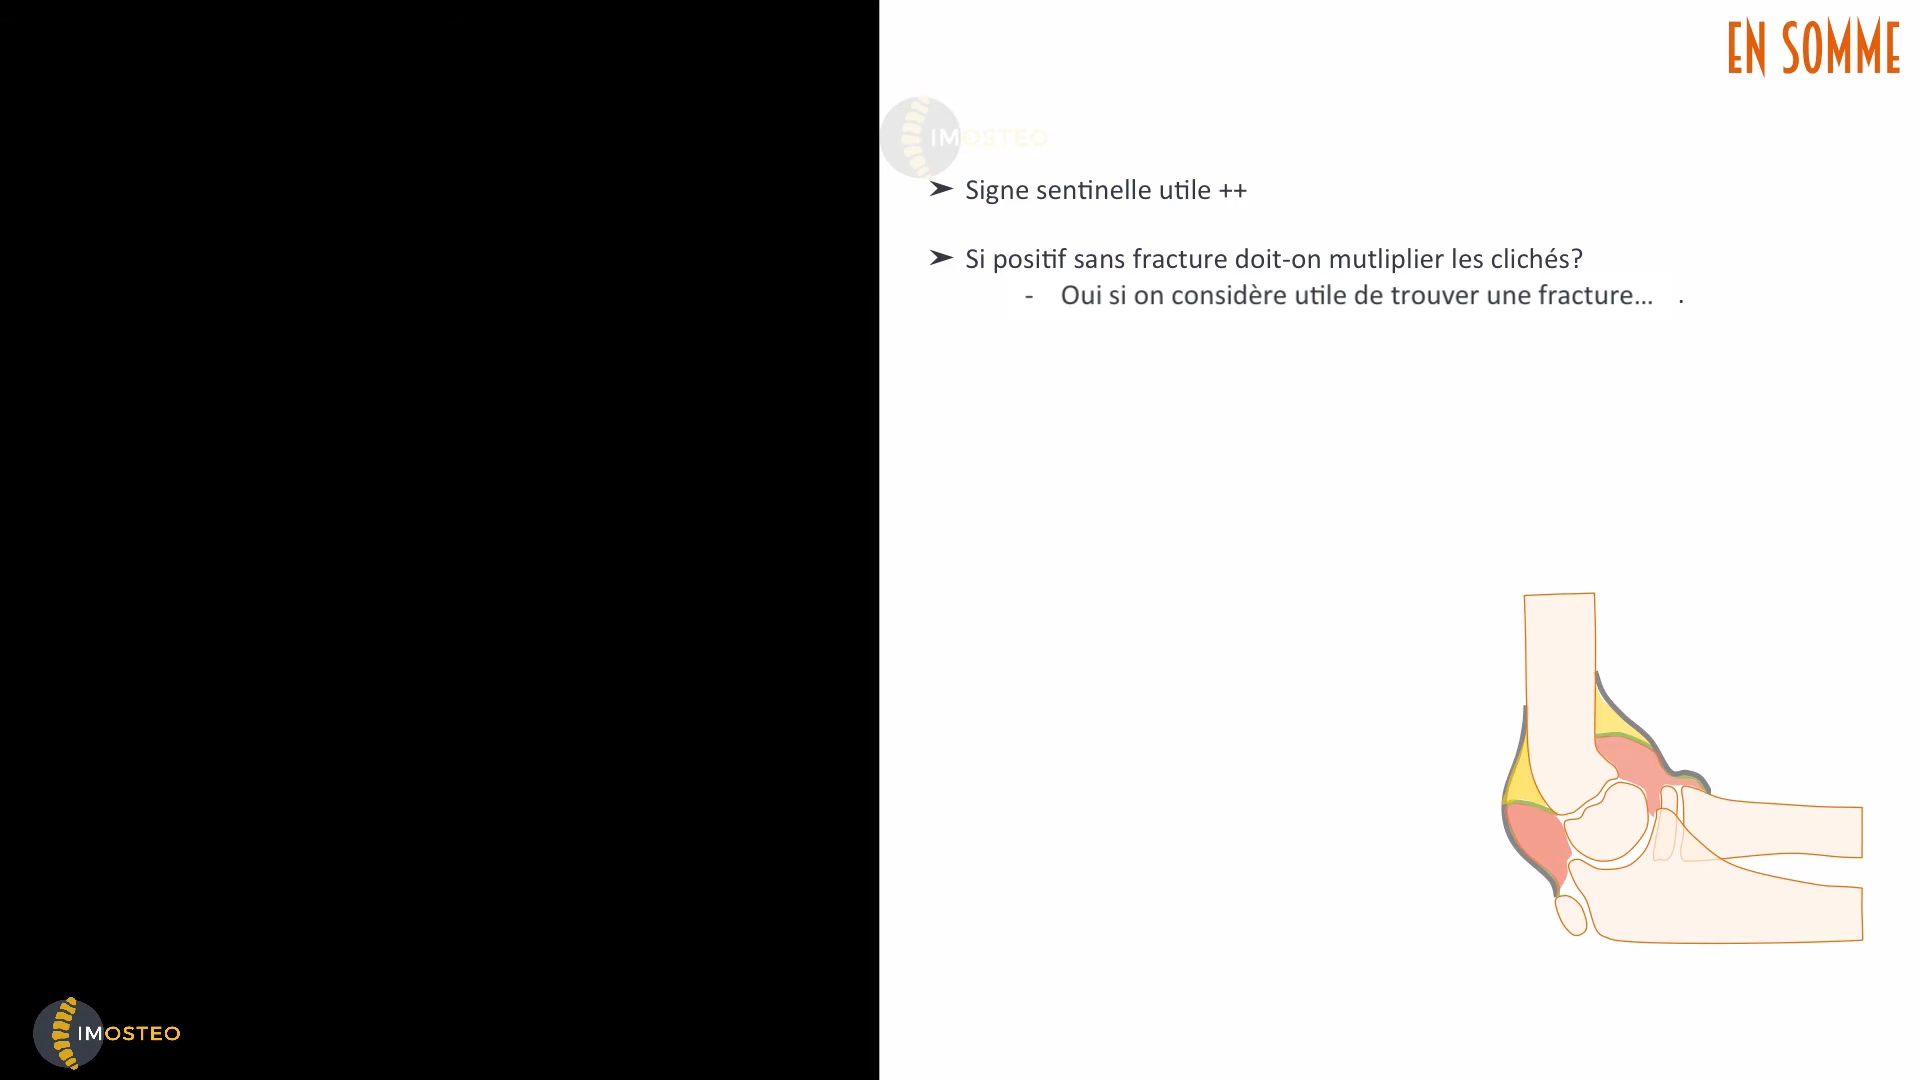 EN SOMME
IMOSTEO
➤ Signe sentinelle utile ++
➤ Si positif sans fracture doit-on mutliplier les clichés?
- Oui si on considère utile de trouver une fracture... .
IMOSTEO